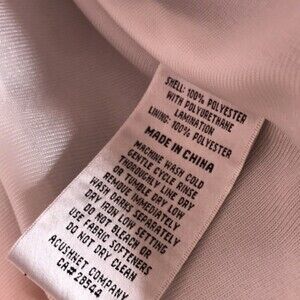 SHELL: 100% POLYESTER
WITH POLYURETHANE
LAMINATION
LINING: 100% POLYESTER
MADE IN CHINA
MACHINE WASH COLD
GENTLE CYCLE RINSE
THOROUGHLY LINE DRY
OR TUMBLE DRY LOW
REMOVE IMMEDIATELY
WASH DARKS SEPARATELY
DRY IRON LOW SETTING
DO NOT BLEACH OR
USE FABRIC SOFTENERS
DO NOT DRY CLEAN
ACUSHNET COMPANY
CA# 28544